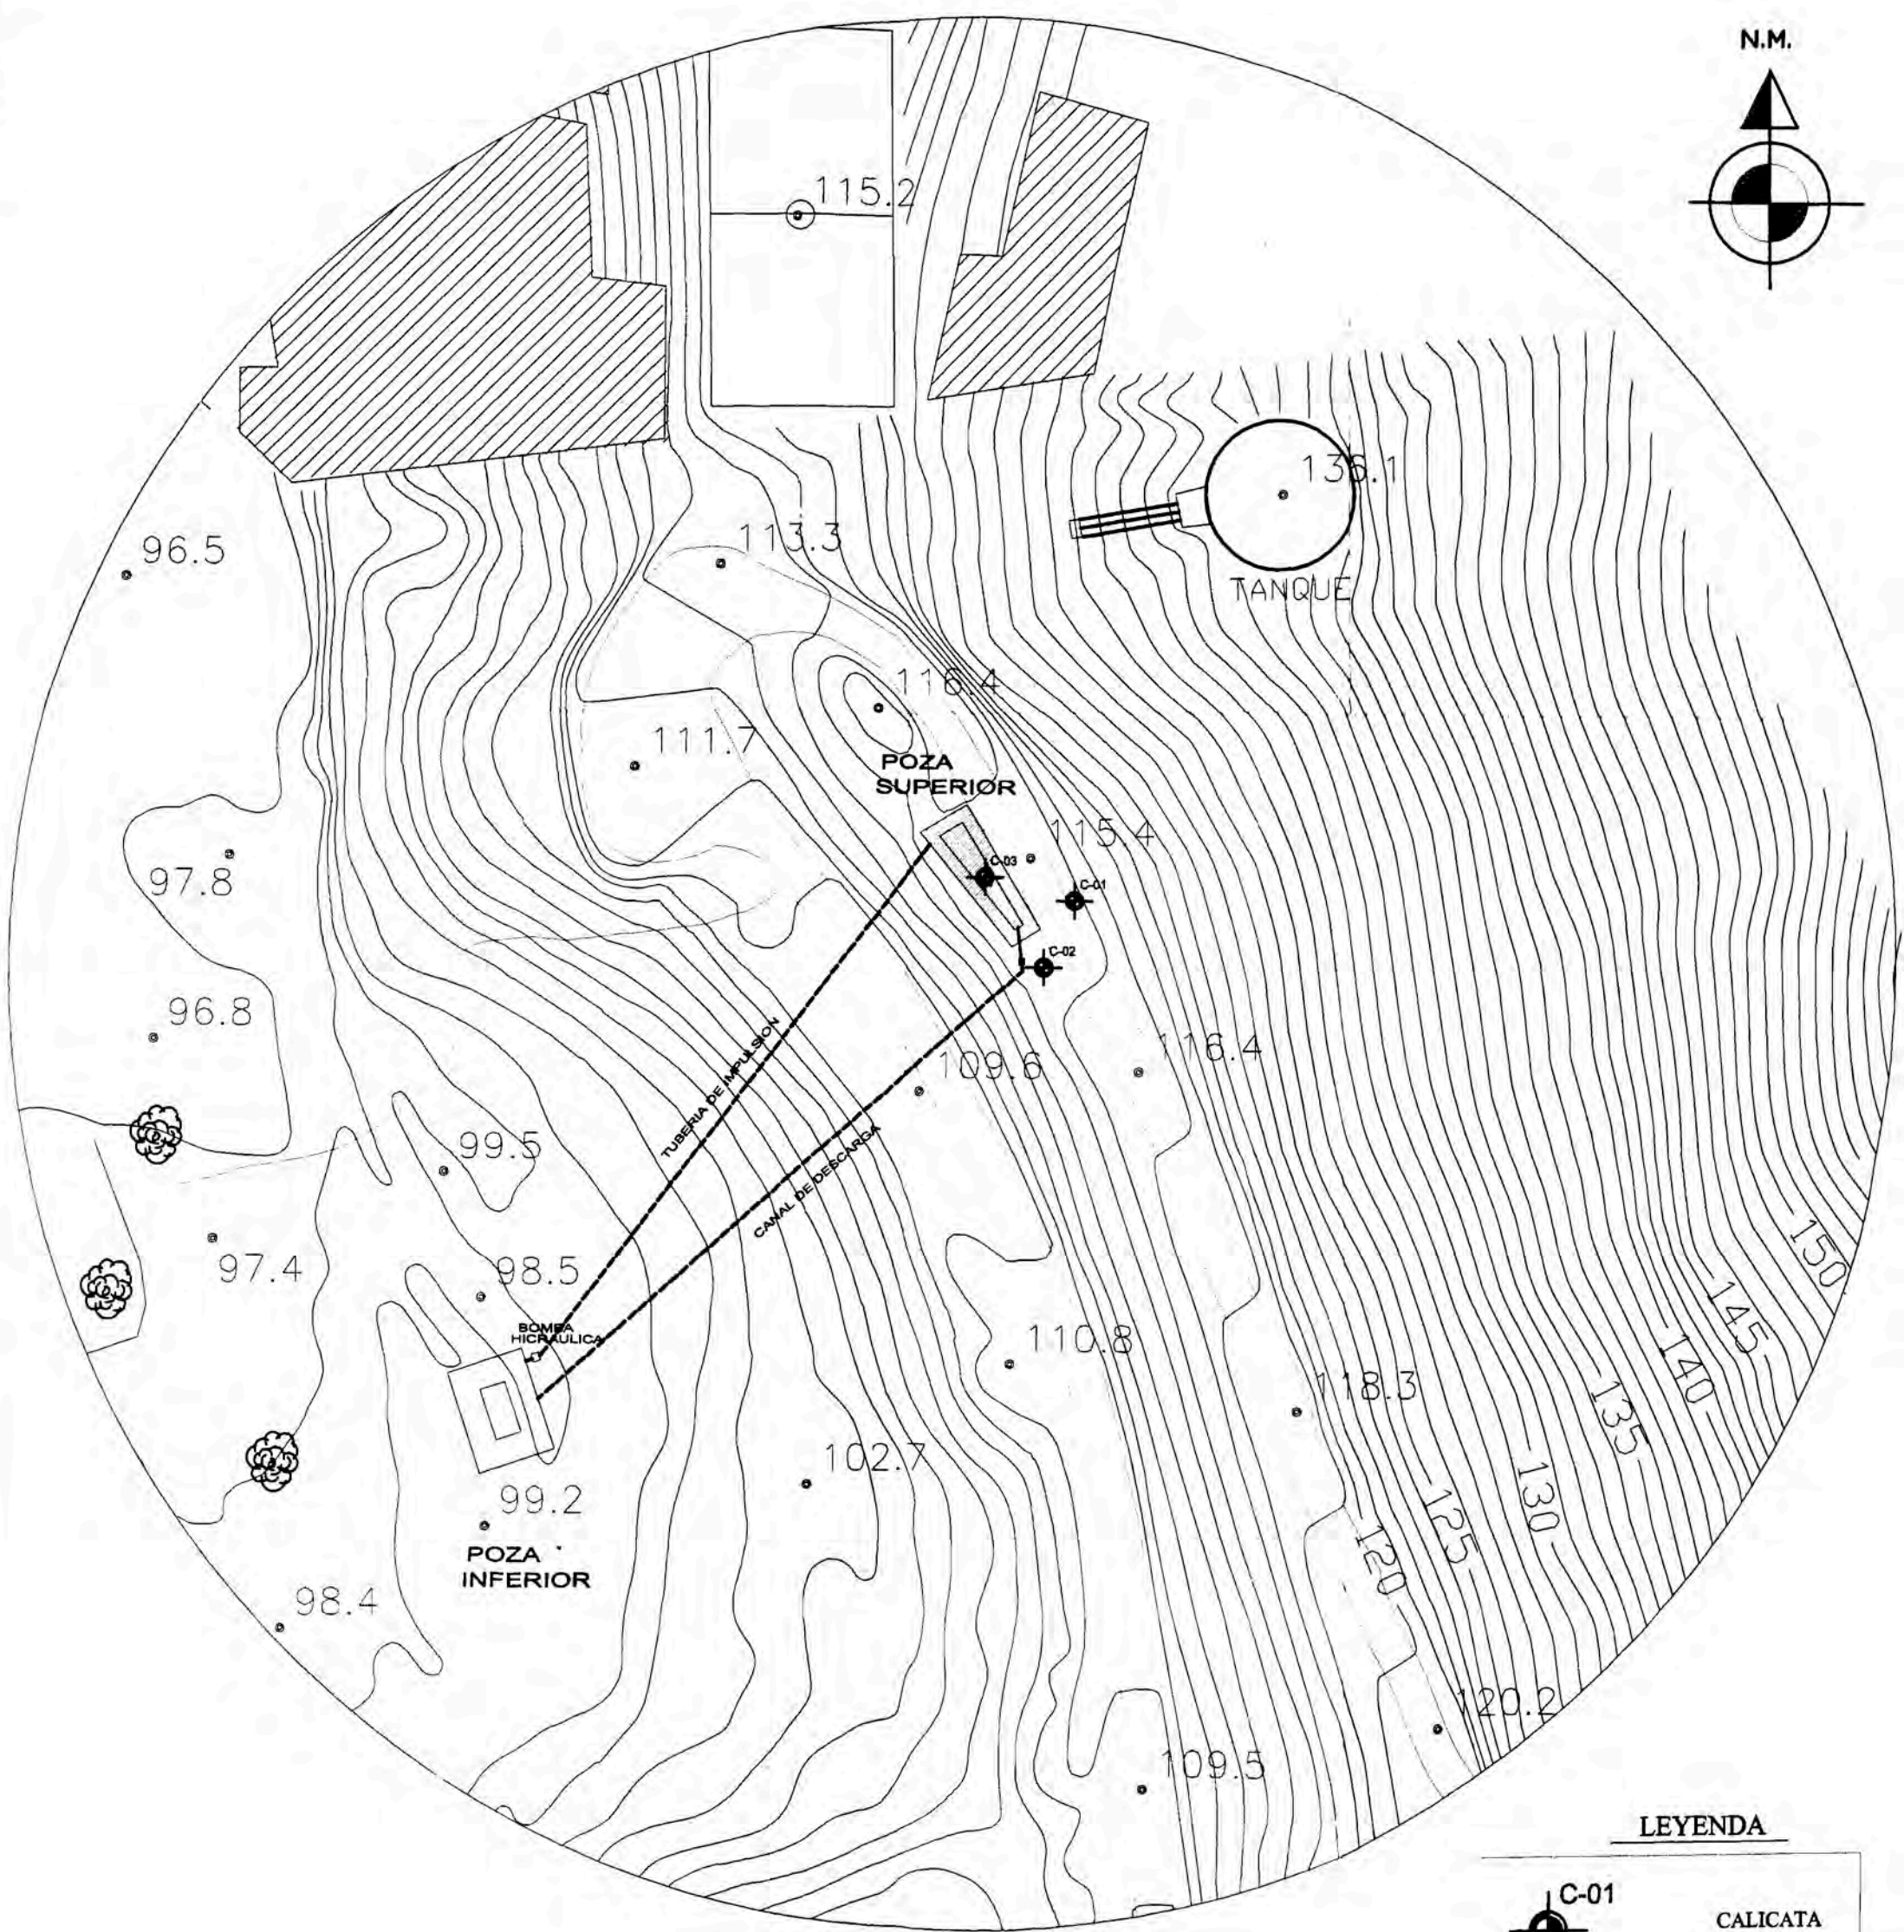 N.M.
115.2
136.1
TANQUE
96.5
113.3
116.4
111.7
POZA
SUPERIOR
115.4
C-03
C-01
97.8
C-02
96.8
TUBERIA DE IMPULSION
109.6
116.4
99.5
CANAL DE DESCARGA
97.4
98.5
BOMBA
HICRAULICA
110.8
118.3
150
145
140
135
130
125
120
102.7
99.2
POZA
INFERIOR
98.4
120.2
109.5
LEYENDA
C-01
CALICATA